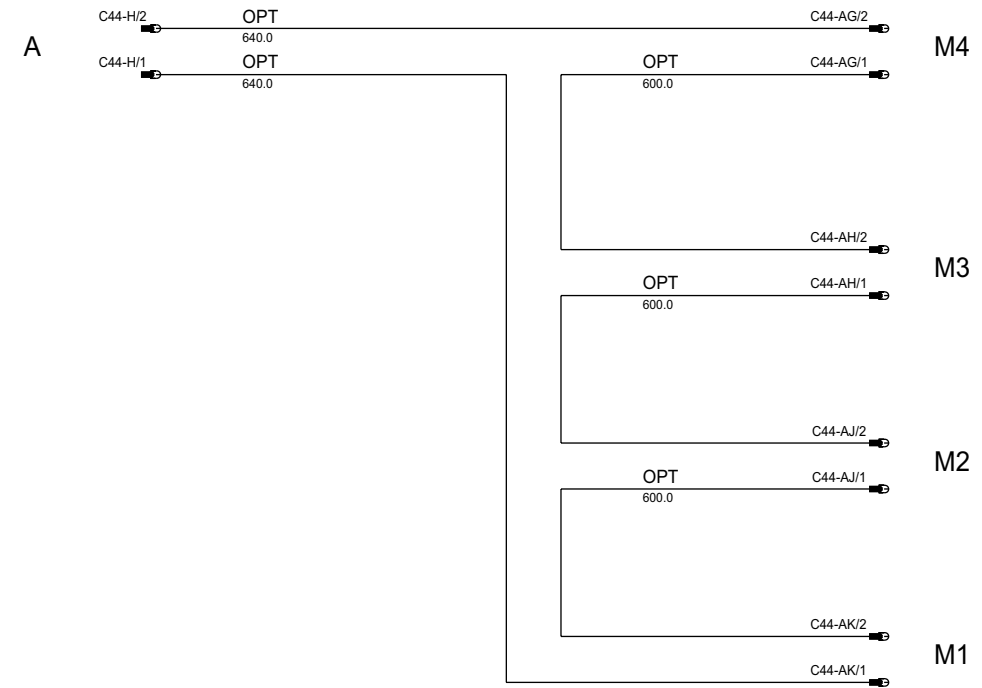 C44-H/2
OPT
C44-AG/2
640.0
A
M4
C44-H/1
OPT
OPT
C44-AG/1
640.0
600.0
C44-AH/2
M3
OPT
C44-AH/1
600.0
C44-AJ/2
M2
OPT
C44-AJ/1
600.0
C44-AK/2
M1
C44-AK/1